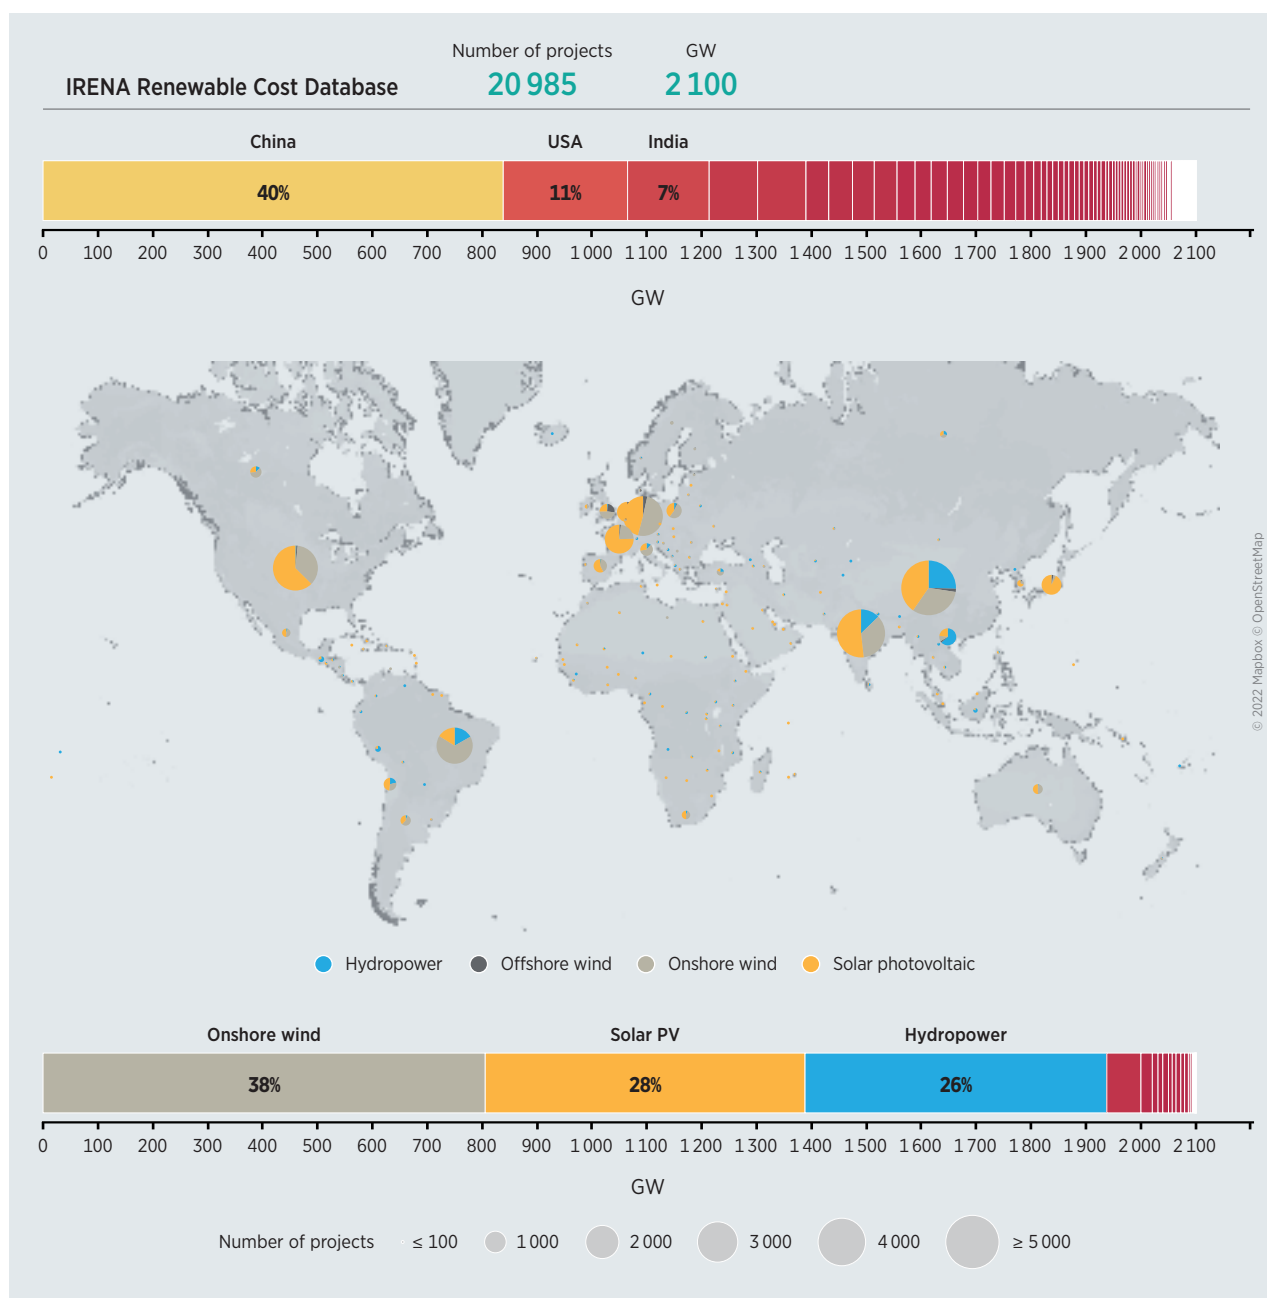 Number of projects GW
IRENA Renewable Cost Database 20 985 2 100
China USA India
40% 11% 7%
0 100 200 300 400 500 600 700 800 900 1 000 1 100 1 200 1 300 1 400 1 500 1 600 1 700 1 800 1 900 2 000 2 100
GW
© 2022 Mapbox © OpenStreetMap
Hydropower Offshore wind Onshore wind Solar photovoltaic
Onshore wind Solar PV Hydropower
38% 28% 26%
0 100 200 300 400 500 600 700 800 900 1 000 1 100 1 200 1 300 1 400 1 500 1 600 1 700 1 800 1 900 2 000 2 100
GW
Number of projects ≤ 100 1 000 2 000 3 000 4 000 ≥ 5 000